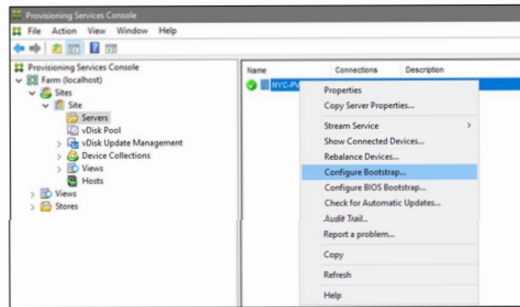 Provisioning Services Console
File Action View Window Help
Provisioning Services Console
Farm (localhost)
Sites
Site
Servers
vDisk Pool
vDisk Update Management
Device Collections
Views
Hosts
Views
Stores
Name Connections Description
NYC-PV
Properties
Copy Server Properties...
Stream Service
Show Connected Devices...
Rebalance Devices...
Configure Bootstrap...
Configure BIOS Bootstrap...
Check for Automatic Updates...
Audit Trail...
Report a problem...
Copy
Refresh
Help